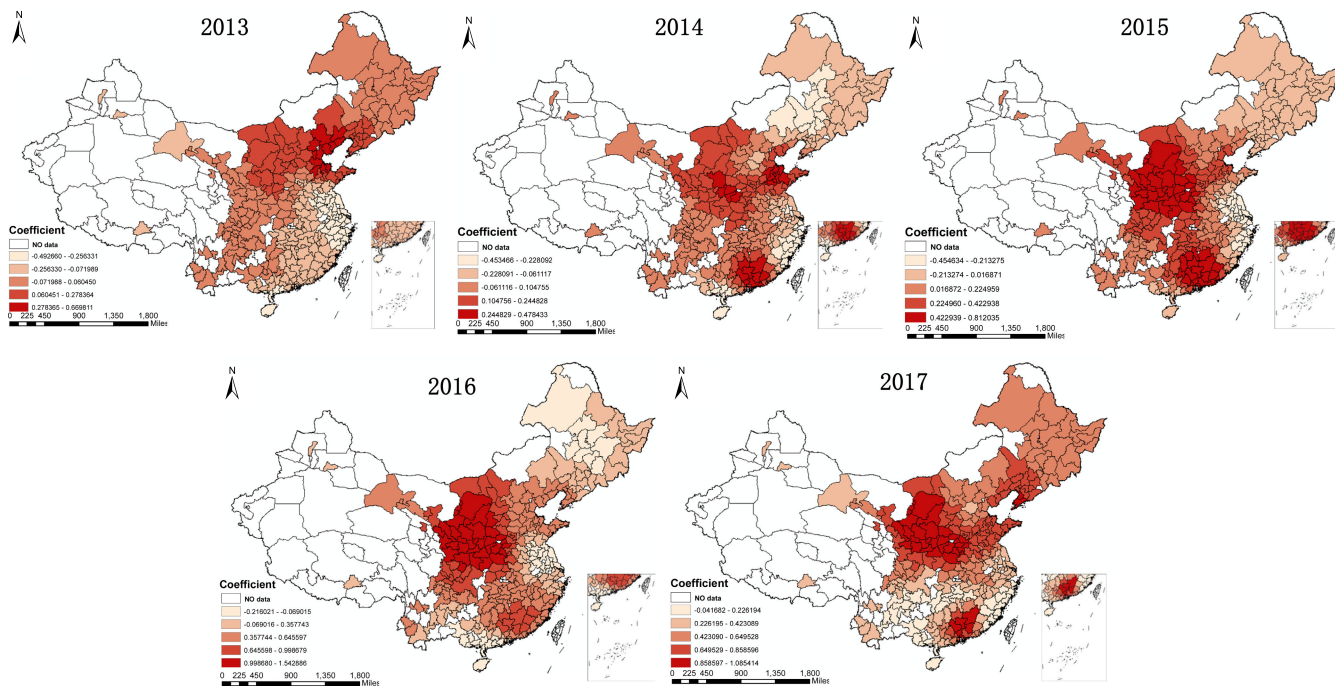 N
2013
Coefficient
NO data
-0.492660 - -0.256331
-0.256330 - -0.071989
-0.071988 - 0.060450
0.060451 - 0.278364
0.278365 - 0.669811
0 225 450 900 1,350 1,800
Miles
N
2014
Coefficient
NO data
-0.453466 - -0.228092
-0.228091 - -0.061117
-0.061116 - 0.104755
0.104756 - 0.244828
0.244829 - 0.478433
0 225 450 900 1,350 1,800
Miles
N
2015
Coefficient
NO data
-0.454634 - -0.213275
-0.213274 - 0.016871
0.016872 - 0.224959
0.224960 - 0.422938
0.422939 - 0.812035
0 225 450 900 1,350 1,800
Miles
N
2016
Coefficient
NO data
-0.216021 - -0.069015
-0.069016 - 0.357743
0.357744 - 0.645597
0.645598 - 0.998679
0.998680 - 1.542886
0 225 450 900 1,350 1,800
Miles
N
2017
Coefficient
NO data
-0.041682 - 0.226194
0.226195 - 0.423089
0.423090 - 0.649528
0.649529 - 0.858596
0.858597 - 1.085414
0 225 450 900 1,350 1,800
Miles